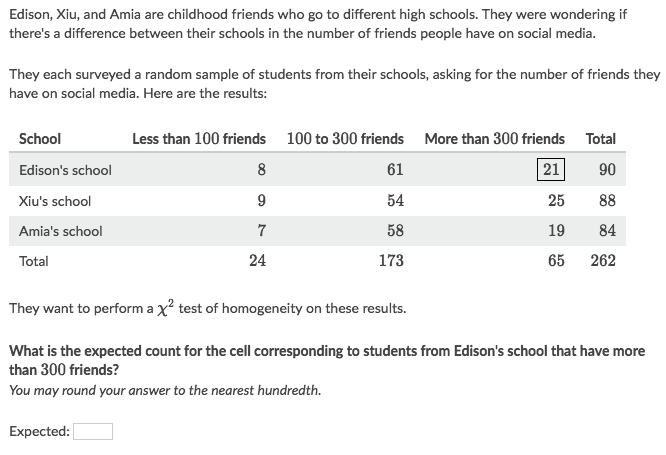 Edison, Xiu, and Amia are childhood friends who go to different high schools. They were wondering if
there's a difference between their schools in the number of friends people have on social media.
They each surveyed a random sample of students from their schools, asking for the number of friends they
have on social media. Here are the results:
School Less than 100 friends 100 to 300 friends More than 300 friends Total
Edison's school 8 61 21 90
Xiu's school 9 54 25 88
Amia's school 7 58 19 84
Total 24 173 65 262
They want to perform a χ² test of homogeneity on these results.
What is the expected count for the cell corresponding to students from Edison's school that have more
than 300 friends?
You may round your answer to the nearest hundredth.
Expected: